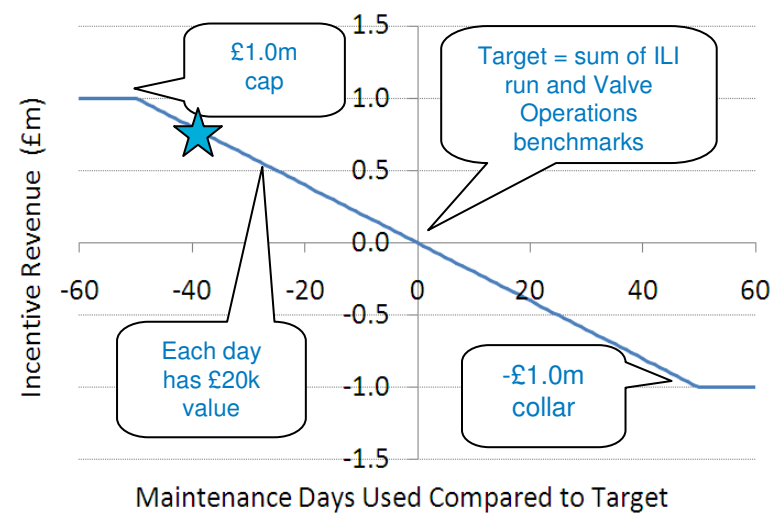 1.5
£1.0m
cap
Target = sum of ILI
run and Valve
Operations
benchmarks
1.0
0.5
0.0
-60
-40
-20
0
20
40
60
-0.5
Each day
has £20k
value
-£1.0m
collar
-1.0
-1.5
Incentive Revenue (£m)
Maintenance Days Used Compared to Target